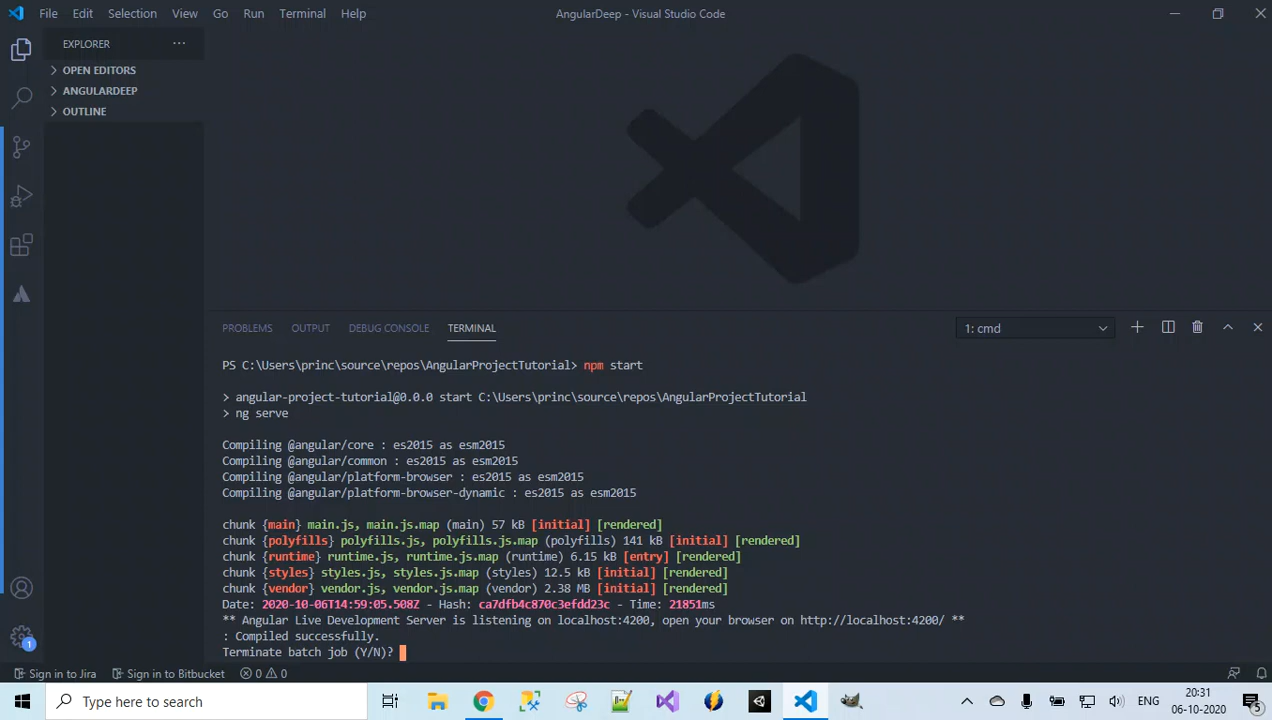 File Edit Selection View Go Run Terminal Help
AngularDeep - Visual Studio Code
EXPLORER
OPEN EDITORS
ANGULARDEEP
OUTLINE
PROBLEMS OUTPUT DEBUG CONSOLE TERMINAL
1: cmd
PS C:\Users\princ\source\repos\AngularProjectTutorial> npm start
> angular-project-tutorial@0.0.0 start C:\Users\princ\source\repos\AngularProjectTutorial
> ng serve
Compiling @angular/core : es2015 as esm2015
Compiling @angular/common : es2015 as esm2015
Compiling @angular/platform-browser : es2015 as esm2015
Compiling @angular/platform-browser-dynamic : es2015 as esm2015
chunk {main} main.js, main.js.map (main) 57 kB [initial] [rendered]
chunk {polyfills} polyfills.js, polyfills.js.map (polyfills) 141 kB [initial] [rendered]
chunk {runtime} runtime.js, runtime.js.map (runtime) 6.15 kB [entry] [rendered]
chunk {styles} styles.js, styles.js.map (styles) 12.5 kB [initial] [rendered]
chunk {vendor} vendor.js, vendor.js.map (vendor) 2.38 MB [initial] [rendered]
Date: 2020-10-06T14:59:05.508Z - Hash: ca7dfb4c870c3efdd23c - Time: 21851ms
** Angular Live Development Server is listening on localhost:4200, open your browser on http://localhost:4200/ **
: Compiled successfully.
Terminate batch job (Y/N)?
1
Sign in to Jira Sign in to Bitbucket 0 0
Type here to search
ENG
20:31
06-10-2020
5